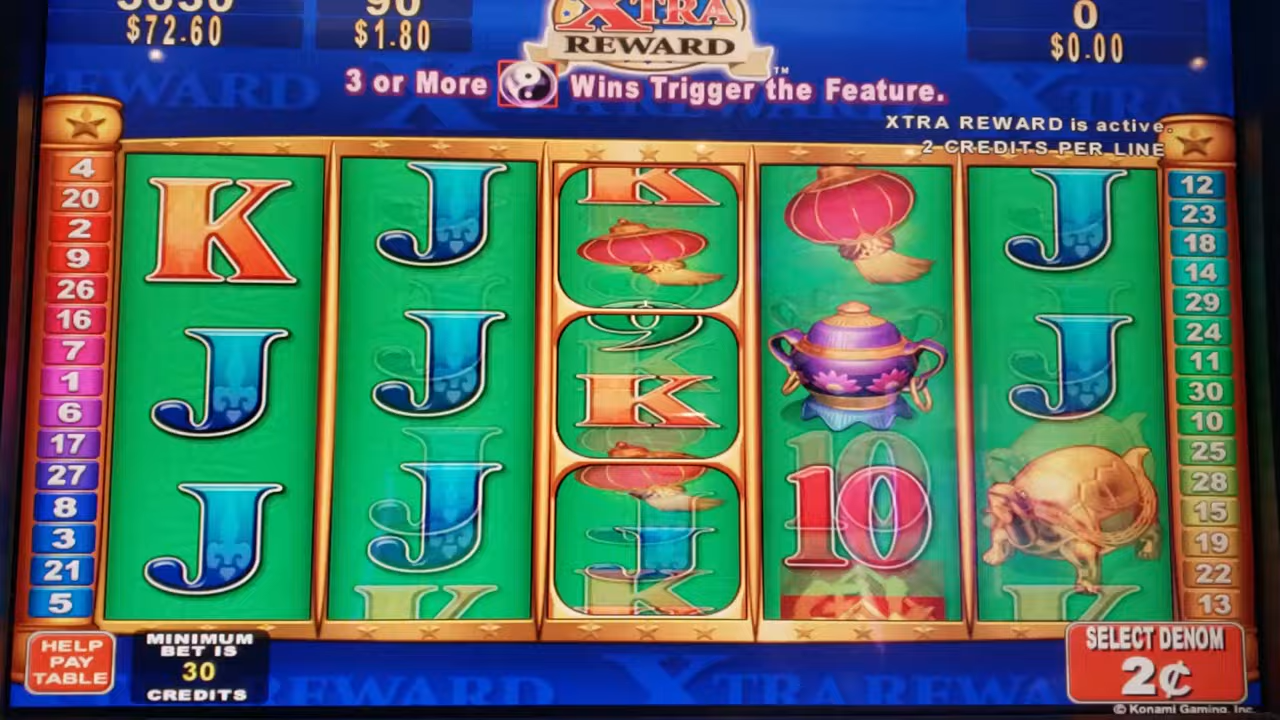 3630
90
0
$72.60
$1.80
$0.00
XTRA
REWARD
TM
3 or More Wins Trigger the Feature.
XTRA REWARD is active.
2 CREDITS PER LINE
4
20
2
9
26
16
7
1
6
17
27
8
3
21
5
K
J
J
J
J
J
K
K
9
K
J
K
10
J
J
K
12
23
18
14
29
24
11
30
10
25
28
15
19
22
13
HELP
PAY
TABLE
MINIMUM
BET IS
30
CREDITS
SELECT DENOM
2¢
© Konami Gaming, Inc.